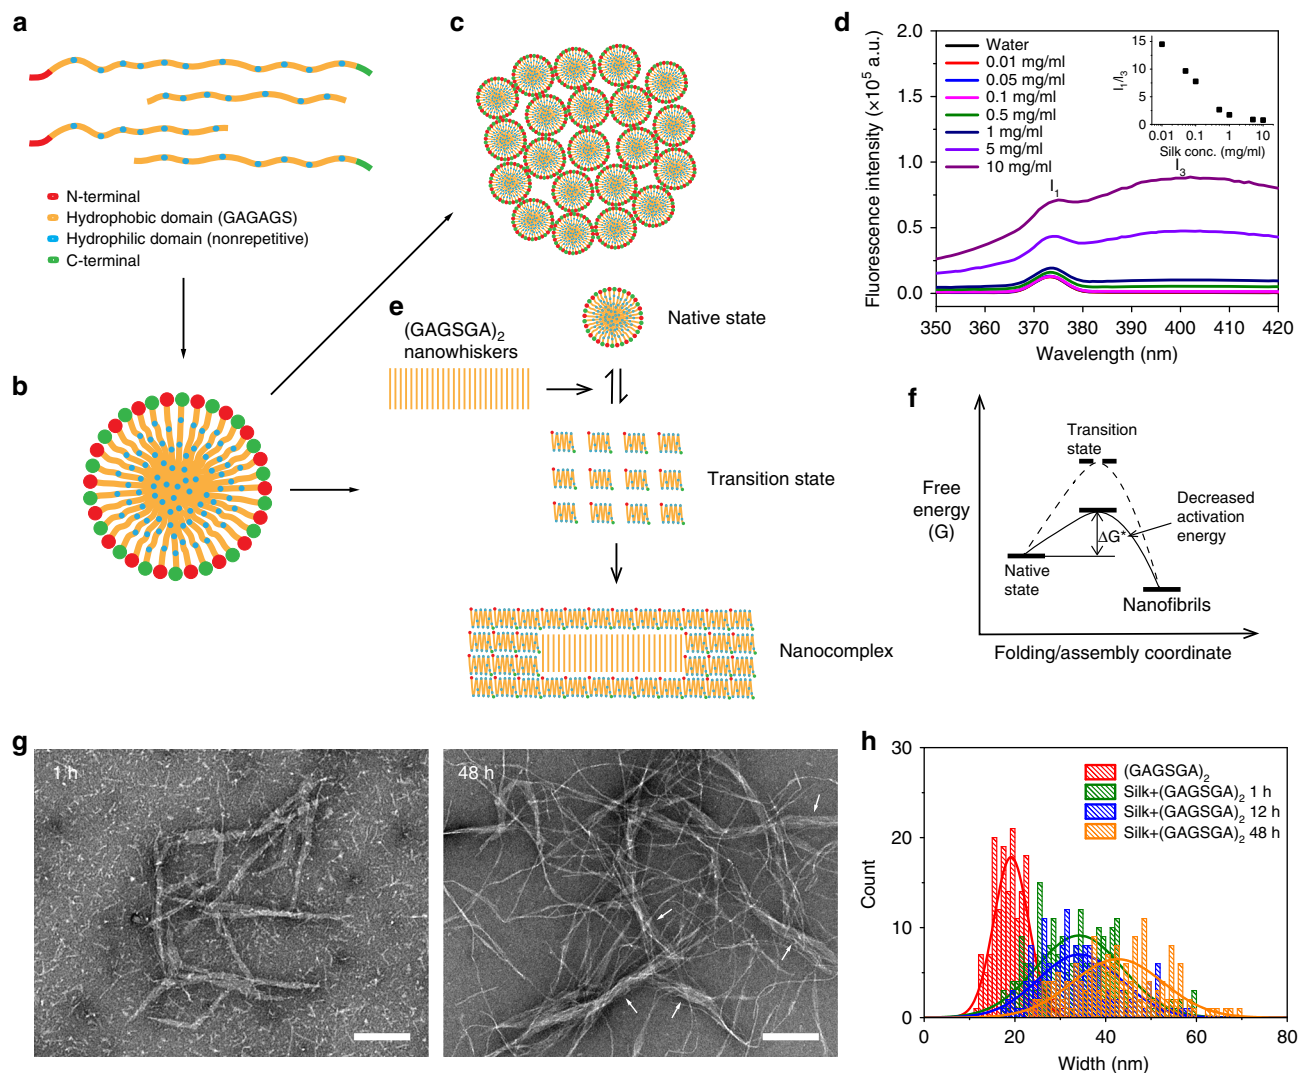 a
N-terminal
Hydrophobic domain (GAGAGS)
Hydrophilic domain (nonrepetitive)
C-terminal
b
c
e
(GAGSGA)2
nanowhiskers
Native state
Transition state
Nanocomplex
d
Fluorescence intensity (×10^5 a.u.)
2.0
1.5
1.0
0.5
0.0
Water
0.01 mg/ml
0.05 mg/ml
0.1 mg/ml
0.5 mg/ml
1 mg/ml
5 mg/ml
10 mg/ml
I1
I3
350 360 370 380 390 400 410 420
Wavelength (nm)
I1/I3
15
10
5
0
0.01 0.1 1 10
Silk conc. (mg/ml)
f
Free
energy
(G)
Transition
state
Decreased
activation
energy
ΔG*
Native
state
Nanofibrils
Folding/assembly coordinate
g
1 h
48 h
h
Count
30
20
10
0
(GAGSGA)2
Silk+(GAGSGA)2 1 h
Silk+(GAGSGA)2 12 h
Silk+(GAGSGA)2 48 h
0 20 40 60 80
Width (nm)